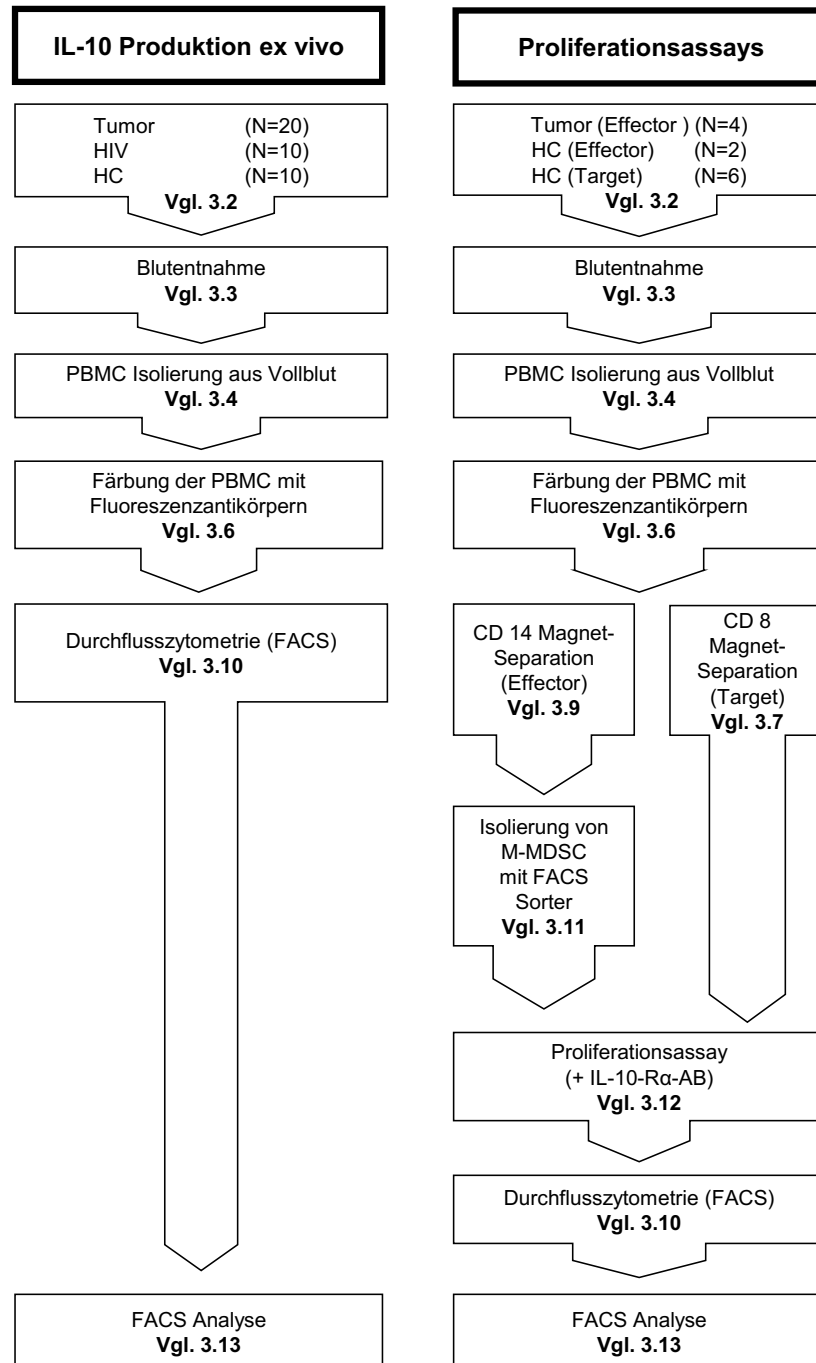 IL-10 Produktion ex vivo
Tumor (N=20)
HIV (N=10)
HC (N=10)
Vgl. 3.2
Blutentnahme
Vgl. 3.3
PBMC Isolierung aus Vollblut
Vgl. 3.4
Färbung der PBMC mit
Fluoreszenzantikörpern
Vgl. 3.6
Durchflusszytometrie (FACS)
Vgl. 3.10
FACS Analyse
Vgl. 3.13
Proliferationsassays
Tumor (Effector ) (N=4)
HC (Effector) (N=2)
HC (Target) (N=6)
Vgl. 3.2
Blutentnahme
Vgl. 3.3
PBMC Isolierung aus Vollblut
Vgl. 3.4
Färbung der PBMC mit
Fluoreszenzantikörpern
Vgl. 3.6
CD 14 Magnet-
Separation
(Effector)
Vgl. 3.9
Isolierung von
M-MDSC
mit FACS
Sorter
Vgl. 3.11
CD 8
Magnet-
Separation
(Target)
Vgl. 3.7
Proliferationsassay
(+ IL-10-Rα-AB)
Vgl. 3.12
Durchflusszytometrie (FACS)
Vgl. 3.10
FACS Analyse
Vgl. 3.13